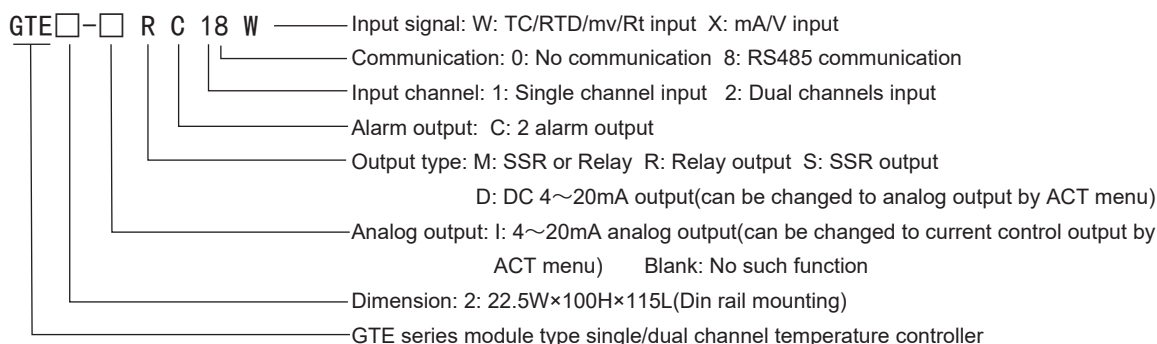 GTE□-□ R C 18 W Input signal: W: TC/RTD/mv/Rt input X: mA/V input
Communication: 0: No communication 8: RS485 communication
Input channel: 1: Single channel input 2: Dual channels input
Alarm output: C: 2 alarm output
Output type: M: SSR or Relay R: Relay output S: SSR output
D: DC 4~20mA output(can be changed to analog output by ACT menu)
Analog output: I: 4~20mA analog output(can be changed to current control output by
ACT menu) Blank: No such function
Dimension: 2: 22.5W×100H×115L(Din rail mounting)
GTE series module type single/dual channel temperature controller